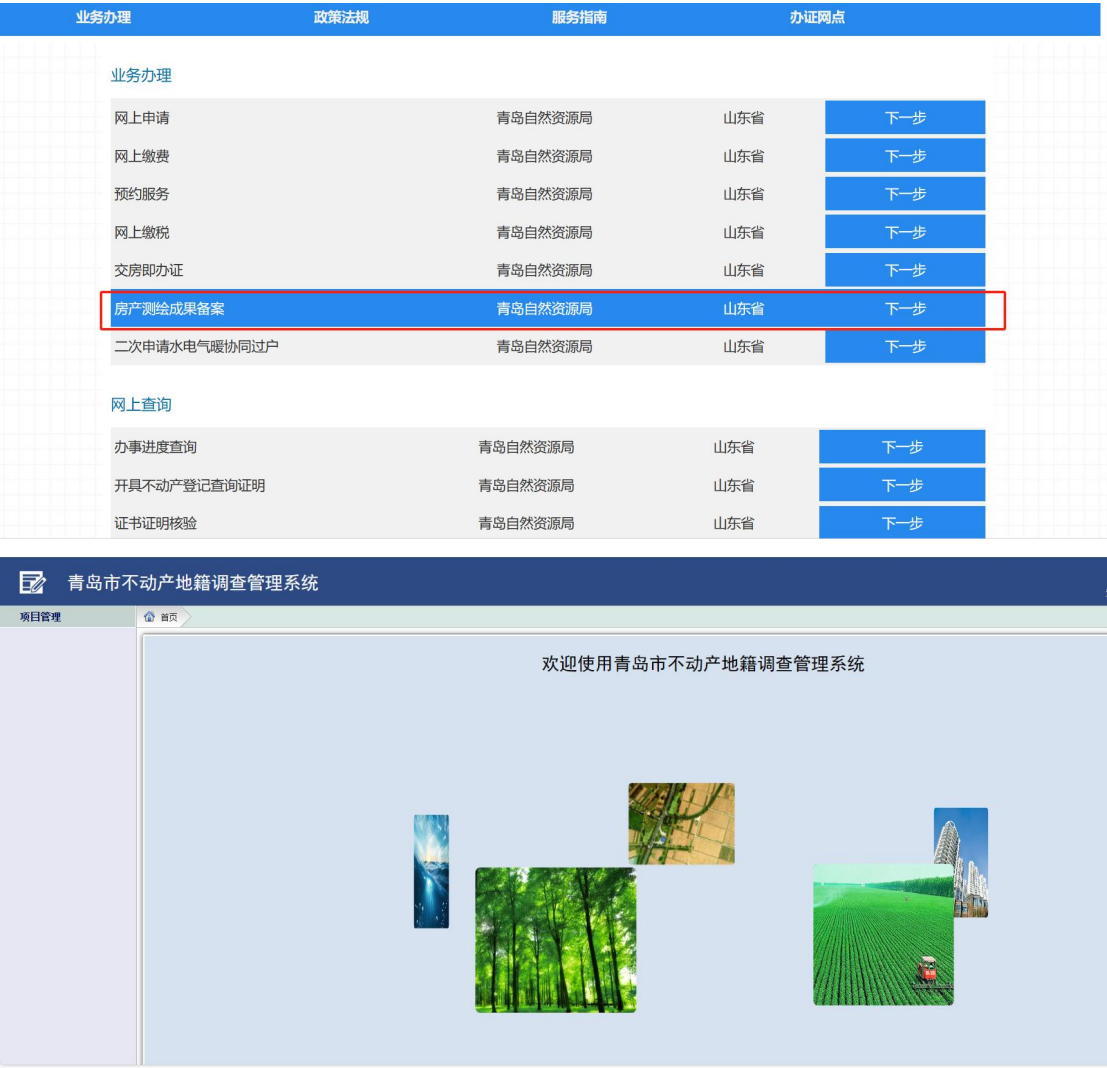 业务办理 政策法规 服务指南 办证网点
业务办理
网上申请 青岛自然资源局 山东省 下一步
网上缴费 青岛自然资源局 山东省 下一步
预约服务 青岛自然资源局 山东省 下一步
网上缴税 青岛自然资源局 山东省 下一步
交房即办证 青岛自然资源局 山东省 下一步
房产测绘成果备案 青岛自然资源局 山东省 下一步
二次申请水电气暖协同过户 青岛自然资源局 山东省 下一步
网上查询
办事进度查询 青岛自然资源局 山东省 下一步
开具不动产登记查询证明 青岛自然资源局 山东省 下一步
证书证明核验 青岛自然资源局 山东省 下一步
青岛市不动产地籍调查管理系统
项目管理 首页
欢迎使用青岛市不动产地籍调查管理系统